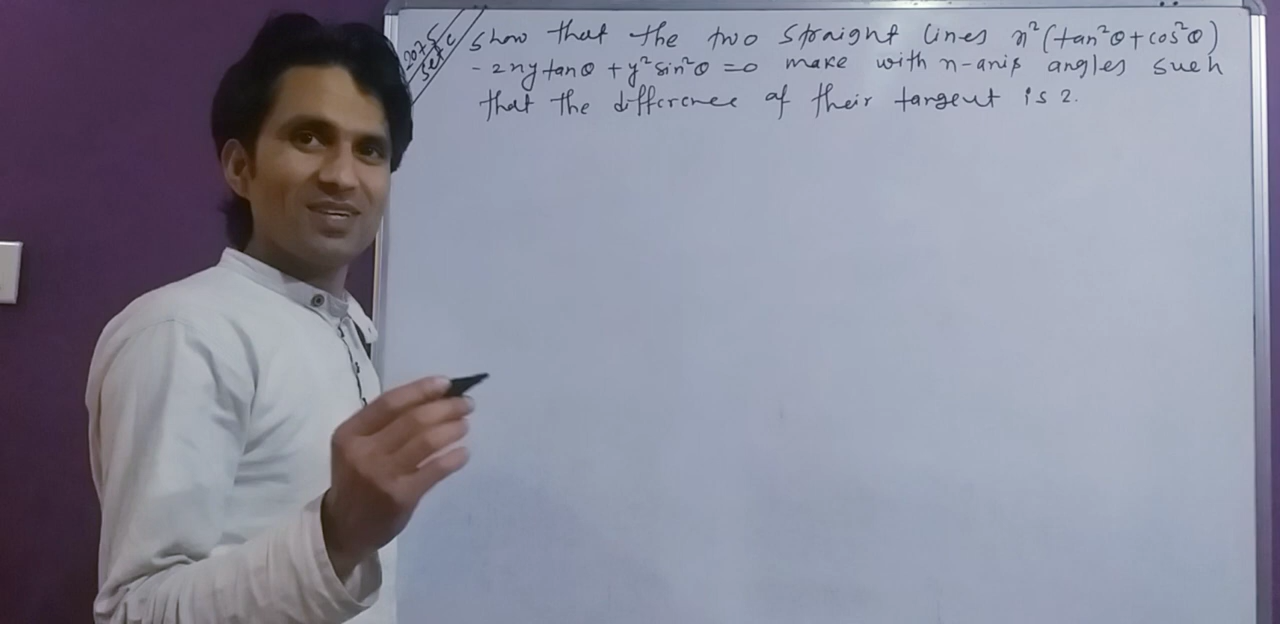 2075 set c
Show that the two straight lines x²(tan²θ+cos²θ)
- 2xy tanθ + y² sin²θ = 0 make with x-axis angles such
that the difference of their tangent is 2.